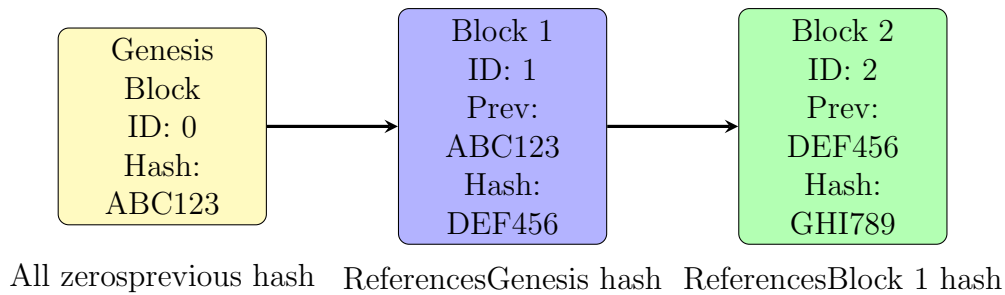 Genesis
Block
ID: 0
Hash:
ABC123
Block 1
ID: 1
Prev:
ABC123
Hash:
DEF456
Block 2
ID: 2
Prev:
DEF456
Hash:
GHI789
All zerosprevious hash
ReferencesGenesis hash
ReferencesBlock 1 hash